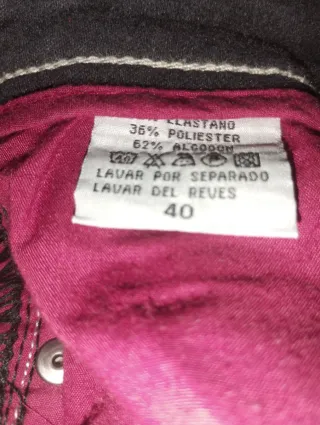 ELASTANO
36% POLIESTER
62% ALGODON
LAVAR POR SEPARADO
LAVAR DEL REVES
40